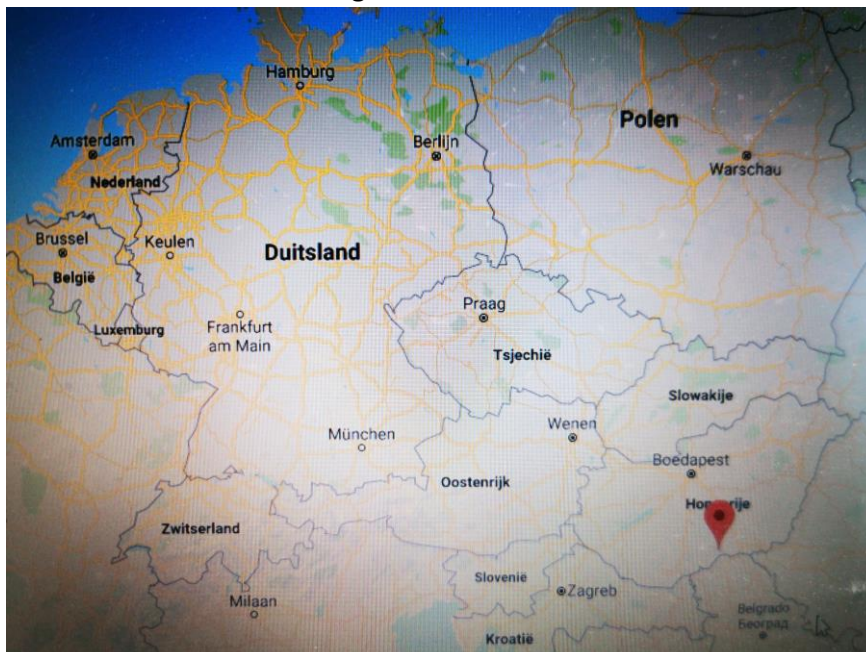 Hamburg
Polen
Amsterdam
Berlijn
Warschau
Nederland
Brussel
Keulen
Duitsland
België
Praag
Luxemburg
Frankfurt
am Main
Tsjechië
Slowakije
München
Wenen
Boedapest
Oostenrijk
Zwitserland
Slovenië
Zagreb
Milaan
Belgrado
Београд
Kroatië